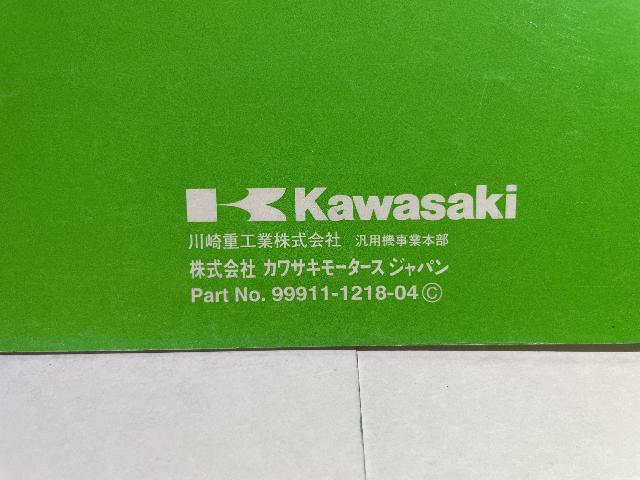 Kawasaki
川崎重工業株式会社 汎用機事業本部
株式会社 カワサキモータースジャパン
Part No. 99911-1218-04Ⓒ